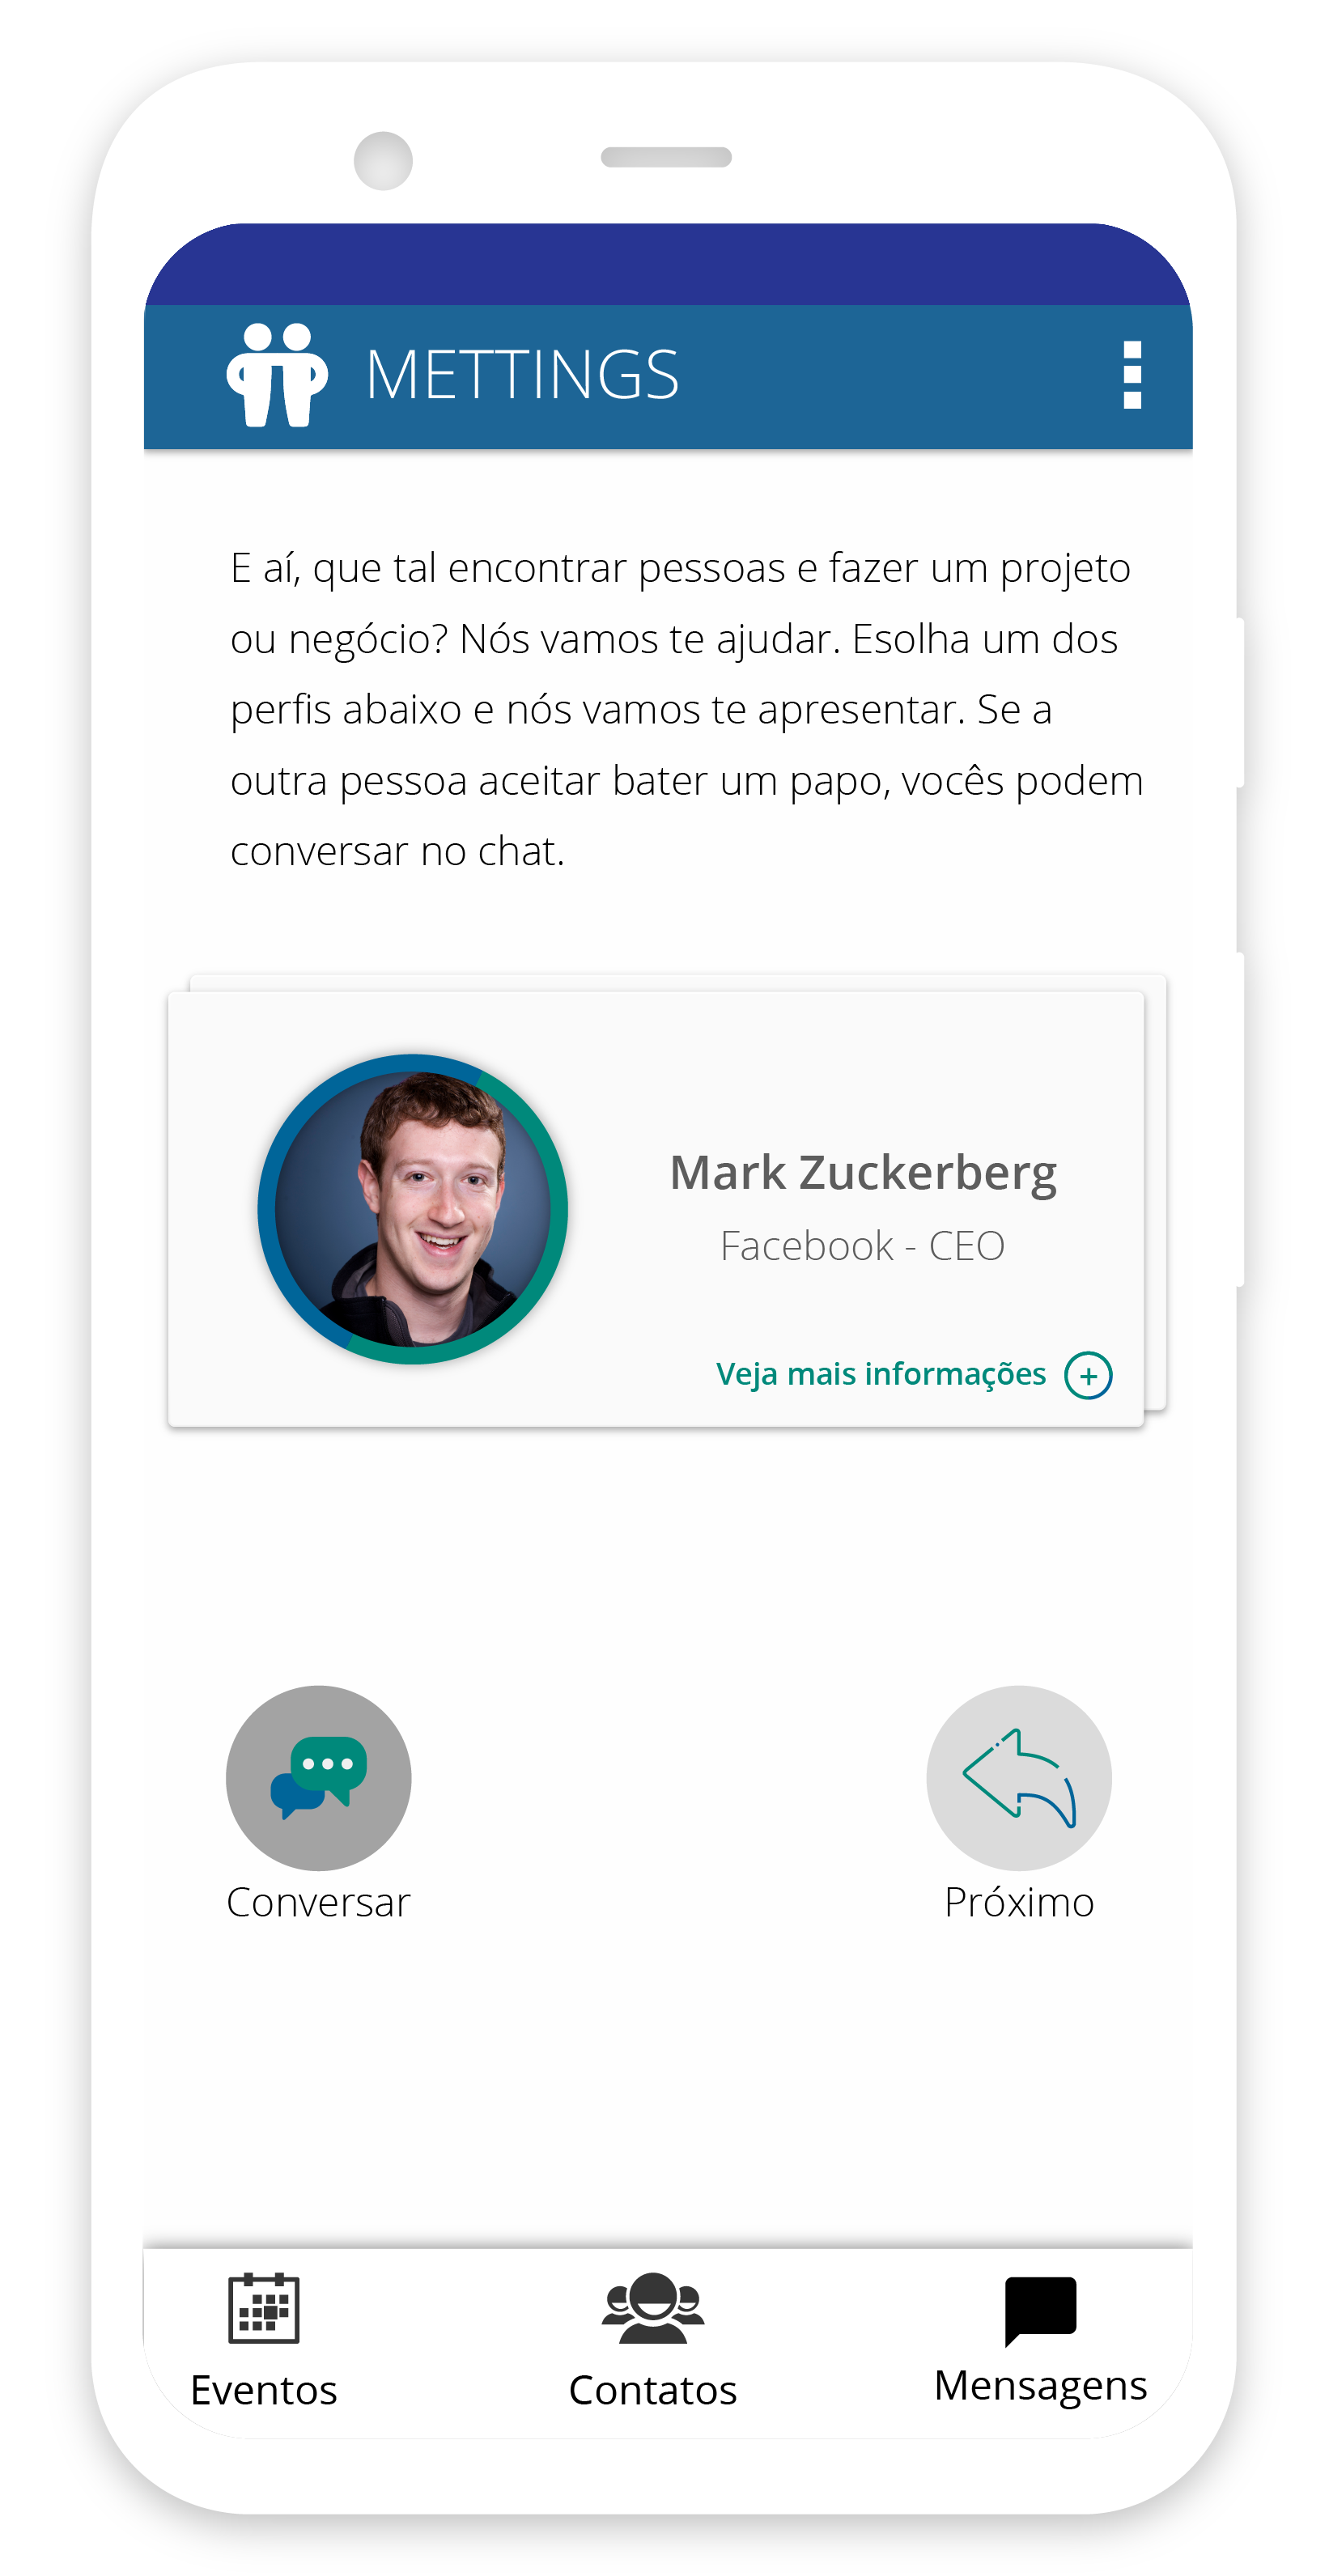 METTINGS
E aí, que tal encontrar pessoas e fazer um projeto
ou negócio? Nós vamos te ajudar. Esolha um dos
perfis abaixo e nós vamos te apresentar. Se a
outra pessoa aceitar bater um papo, vocês podem
conversar no chat.
Mark Zuckerberg
Facebook - CEO
Veja mais informações
Conversar
Próximo
Eventos
Contatos
Mensagens